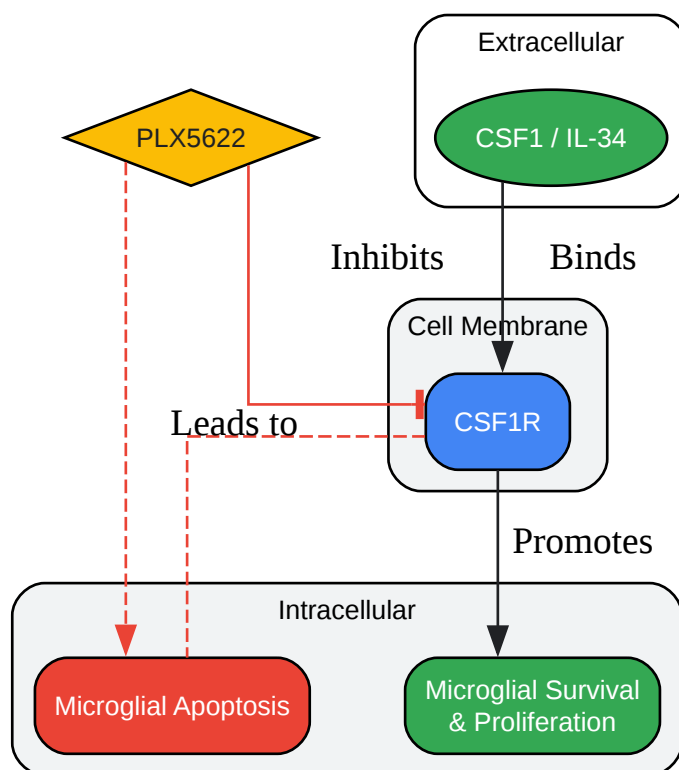 Extracellular
PLX5622
CSF1 / IL-34
Inhibits
Binds
Cell Membrane
Leads to
CSF1R
Promotes
Intracellular
Microglial Apoptosis
Microglial Survival
& Proliferation